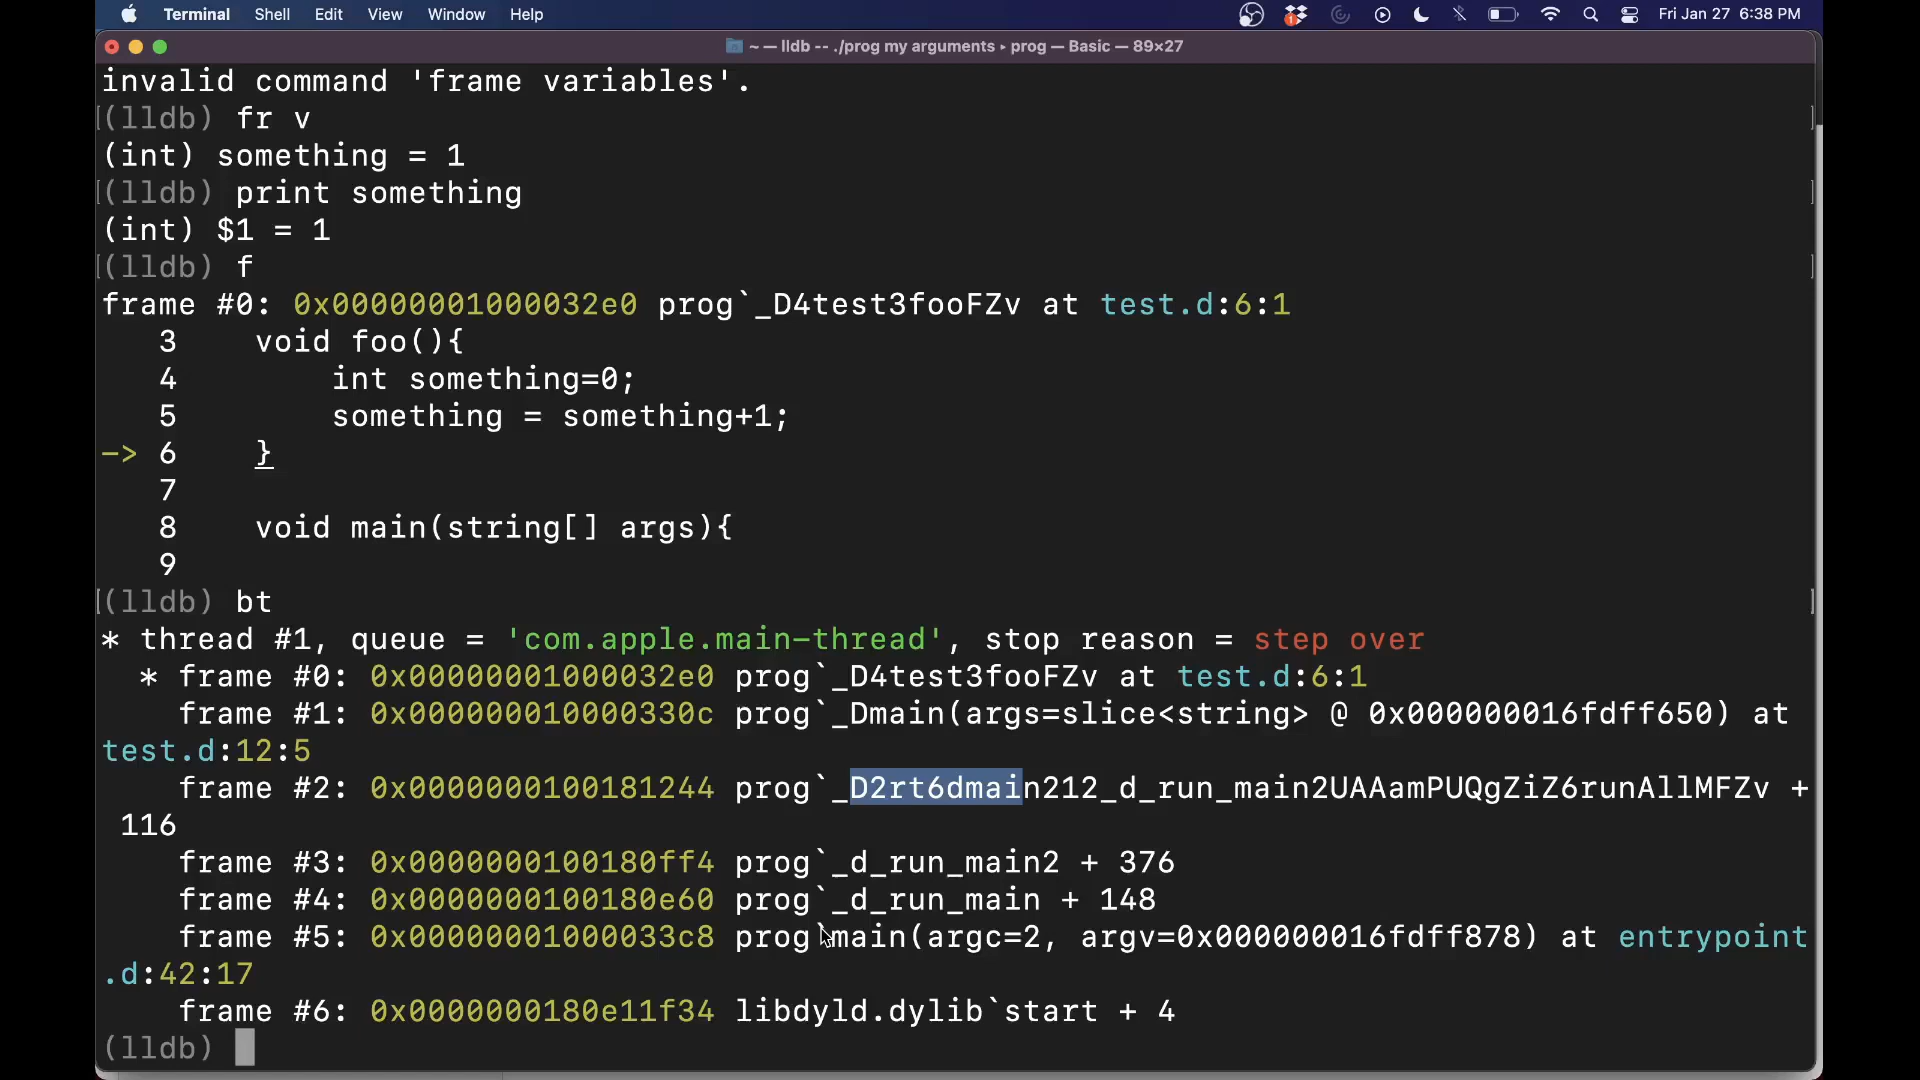 Terminal Shell Edit View Window Help Fri Jan 27 6:38 PM
~ — lldb -- ./prog my arguments ▸ prog — Basic — 89×27
invalid command 'frame variables'.
(lldb) fr v
(int) something = 1
(lldb) print something
(int) $1 = 1
(lldb) f
frame #0: 0x00000001000032e0 prog`_D4test3fooFZv at test.d:6:1
3 void foo(){
4 int something=0;
5 something = something+1;
-> 6 }
7
8 void main(string[] args){
9
(lldb) bt
* thread #1, queue = 'com.apple.main-thread', stop reason = step over
* frame #0: 0x00000001000032e0 prog`_D4test3fooFZv at test.d:6:1
frame #1: 0x000000010000330c prog`_Dmain(args=slice<string> @ 0x000000016fdff650) at
test.d:12:5
frame #2: 0x0000000100181244 prog`_D2rt6dmain212_d_run_main2UAAamPUQgZiZ6runAllMFZv +
116
frame #3: 0x0000000100180ff4 prog`_d_run_main2 + 376
frame #4: 0x0000000100180e60 prog`_d_run_main + 148
frame #5: 0x00000001000033c8 prog`main(argc=2, argv=0x000000016fdff878) at entrypoint
.d:42:17
frame #6: 0x0000000180e11f34 libdyld.dylib`start + 4
(lldb)